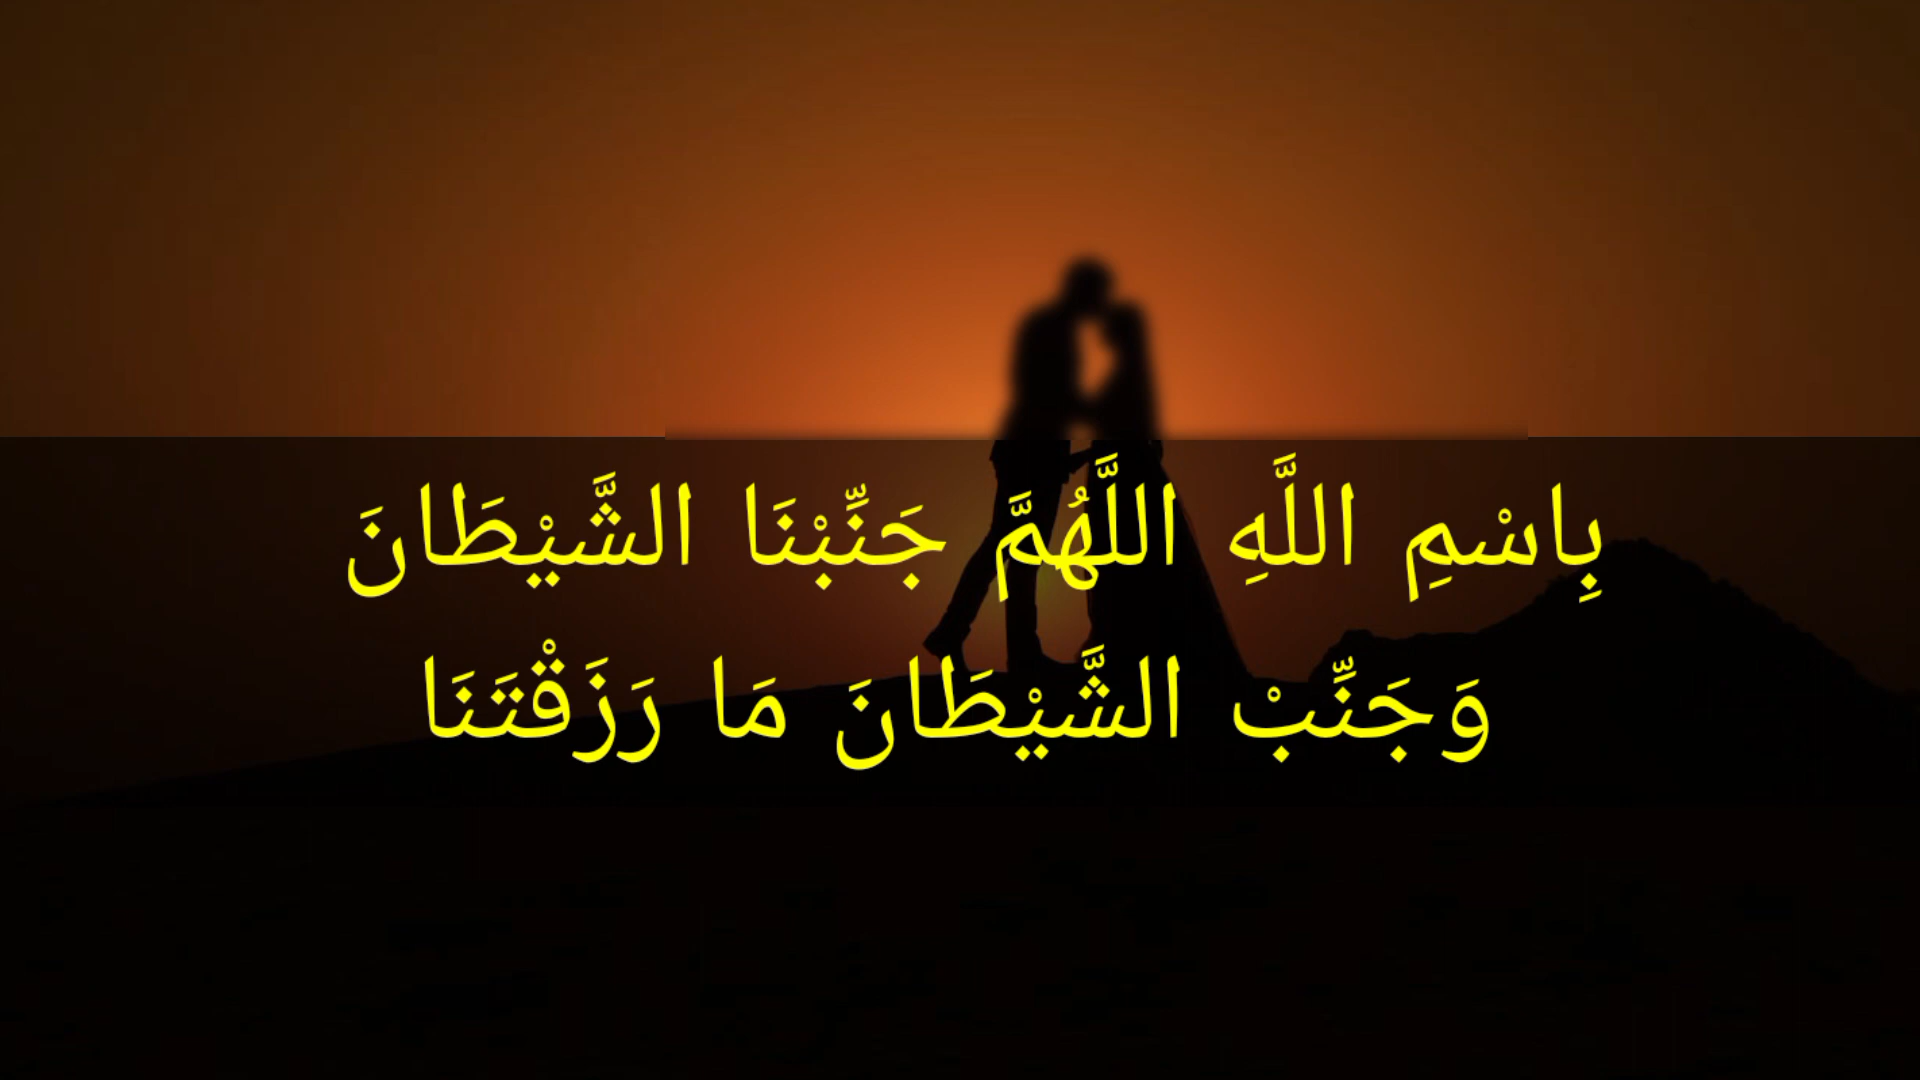 بِاسْمِ اللَّهِ اللَّهُمَّ جَنِّبْنَا الشَّيْطَانَ
وَجَنِّبْ الشَّيْطَانَ مَا رَزَقْتَنَا